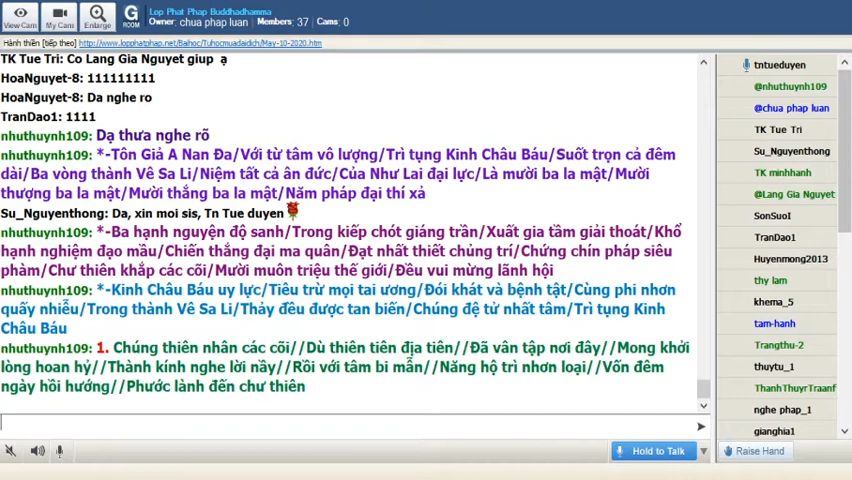 Lop Phat Phap Buddhadhamma
Owner: chua phap luan  Members: 37  Cams: 0
View Cam
My Cam
Enlarge
G
ROOM
Hành thiền [tiếp theo] http://www.lopphatphap.net/Baihoc/Tuhocmuadaidich/May-10-2020.htm
TK Tue Tri: Co Lang Gia Nguyet giup ạ
HoaNguyet-8: 111111111
HoaNguyet-8: Da nghe ro
TranDao1: 1111
nhuthuynh109: Dạ thưa nghe rõ
nhuthuynh109: *-Tôn Giả A Nan Đa/Với từ tâm vô lượng/Trì tụng Kinh Châu Báu/Suốt trọn cả đêm
dài/Ba vòng thành Vê Sa Li/Niệm tất cả ân đức/Của Như Lai đại lực/Là mười ba la mật/Mười
thượng ba la mật/Mười thắng ba la mật/Năm pháp đại thí xả
Su_Nguyenthong: Da, xin moi sis, Tn Tue duyen
nhuthuynh109: *-Ba hạnh nguyện độ sanh/Trong kiếp chót giáng trần/Xuất gia tầm giải thoát/Khổ
hạnh nghiệm đạo mầu/Chiến thắng đại ma quân/Đạt nhất thiết chủng trí/Chứng chín pháp siêu
phàm/Chư thiên khắp các cõi/Mười muôn triệu thế giới/Đều vui mừng lãnh hội
nhuthuynh109: *-Kinh Châu Báu uy lực/Tiêu trừ mọi tai ương/Đói khát và bệnh tật/Cùng phi nhơn
quấy nhiễu/Trong thành Vê Sa Li/Thảy đều được tan biến/Chúng đệ tử nhất tâm/Trì tụng Kinh
Châu Báu
nhuthuynh109: 1. Chúng thiên nhân các cõi//Dù thiên tiên địa tiên//Đã vân tập nơi đây//Mong khởi
lòng hoan hỷ//Thành kính nghe lời nầy//Rồi với tâm bi mẫn//Năng hộ trì nhơn loại//Vốn đêm
ngày hồi hướng//Phước lành đến chư thiên
tntueduyen
@nhuthuynh109
@chua phap luan
TK Tue Tri
Su_Nguyenthong
TK minhhanh
@Lang Gia Nguyet
SonSuoI
TranDao1
Huyenmong2013
thy lam
khema_5
tam-hanh
Trangthu-2
thuytu_1
ThanhThuyrTraanf
nghe phap_1
gianghia1
Hold to Talk
Raise Hand